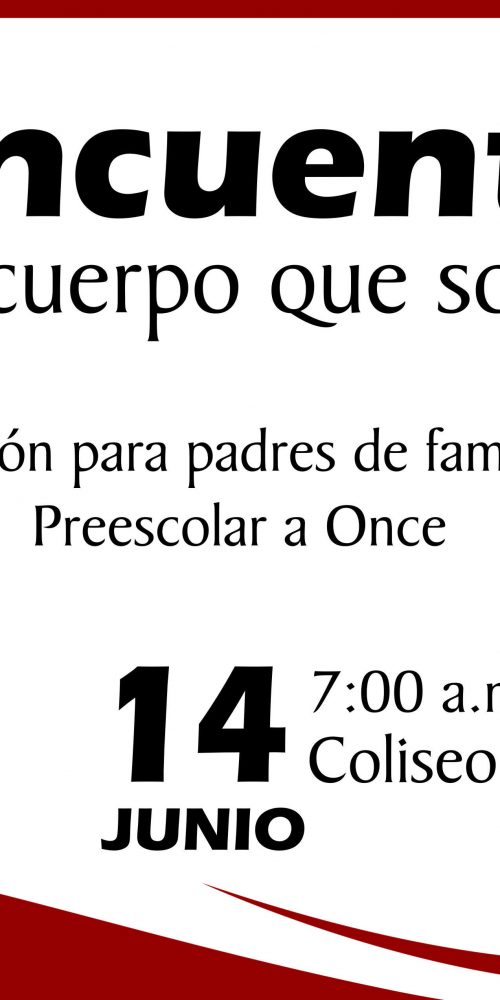 ncuent
cuerpo que so
ón para padres de fam
Preescolar a Once
14 7:00 a.m
JUNIO Coliseo